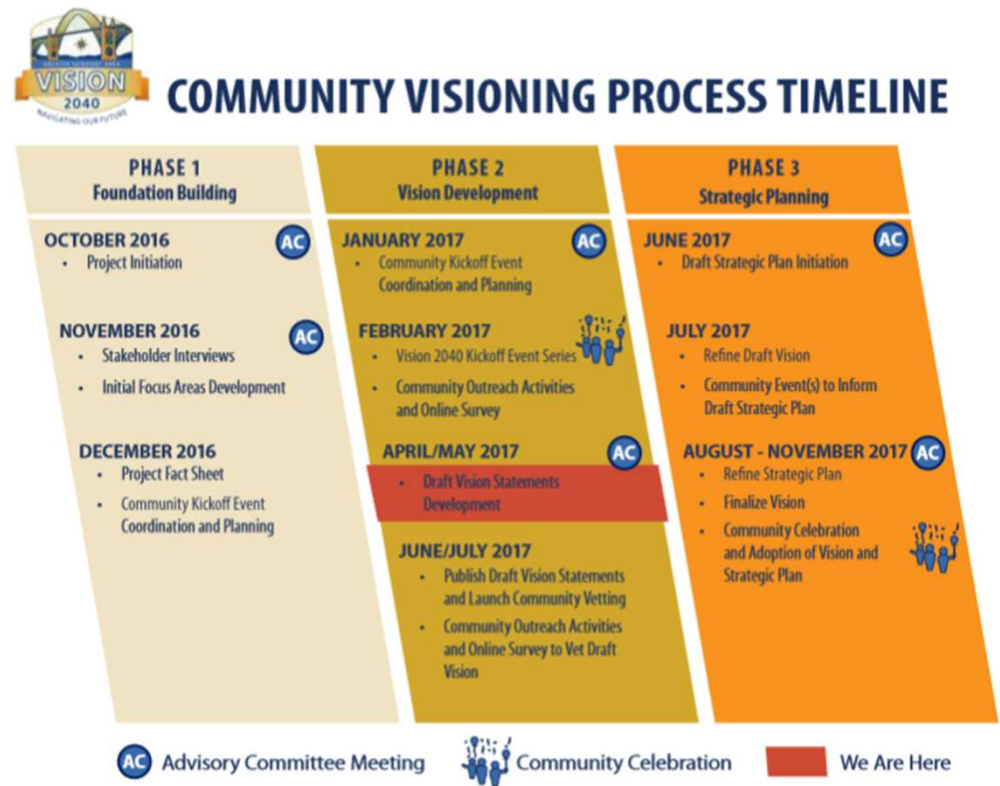 GREATER NEWPORT AREA
VISION
2040
NAVIGATING OUR FUTURE
COMMUNITY VISIONING PROCESS TIMELINE
PHASE 1
Foundation Building
OCTOBER 2016
AC
• Project Initiation
NOVEMBER 2016
AC
• Stakeholder Interviews
• Initial Focus Areas Development
DECEMBER 2016
• Project Fact Sheet
• Community Kickoff Event
Coordination and Planning
PHASE 2
Vision Development
JANUARY 2017
AC
• Community Kickoff Event
Coordination and Planning
FEBRUARY 2017
• Vision 2040 Kickoff Event Series
• Community Outreach Activities
and Online Survey
APRIL/MAY 2017
AC
• Draft Vision Statements
Development
JUNE/JULY 2017
• Publish Draft Vision Statements
and Launch Community Vetting
• Community Outreach Activities
and Online Survey to Vet Draft
Vision
PHASE 3
Strategic Planning
JUNE 2017
AC
• Draft Strategic Plan Initiation
JULY 2017
• Refine Draft Vision
• Community Event(s) to Inform
Draft Strategic Plan
AUGUST - NOVEMBER 2017
AC
• Refine Strategic Plan
• Finalize Vision
• Community Celebration
and Adoption of Vision and
Strategic Plan
AC Advisory Committee Meeting
Community Celebration
We Are Here